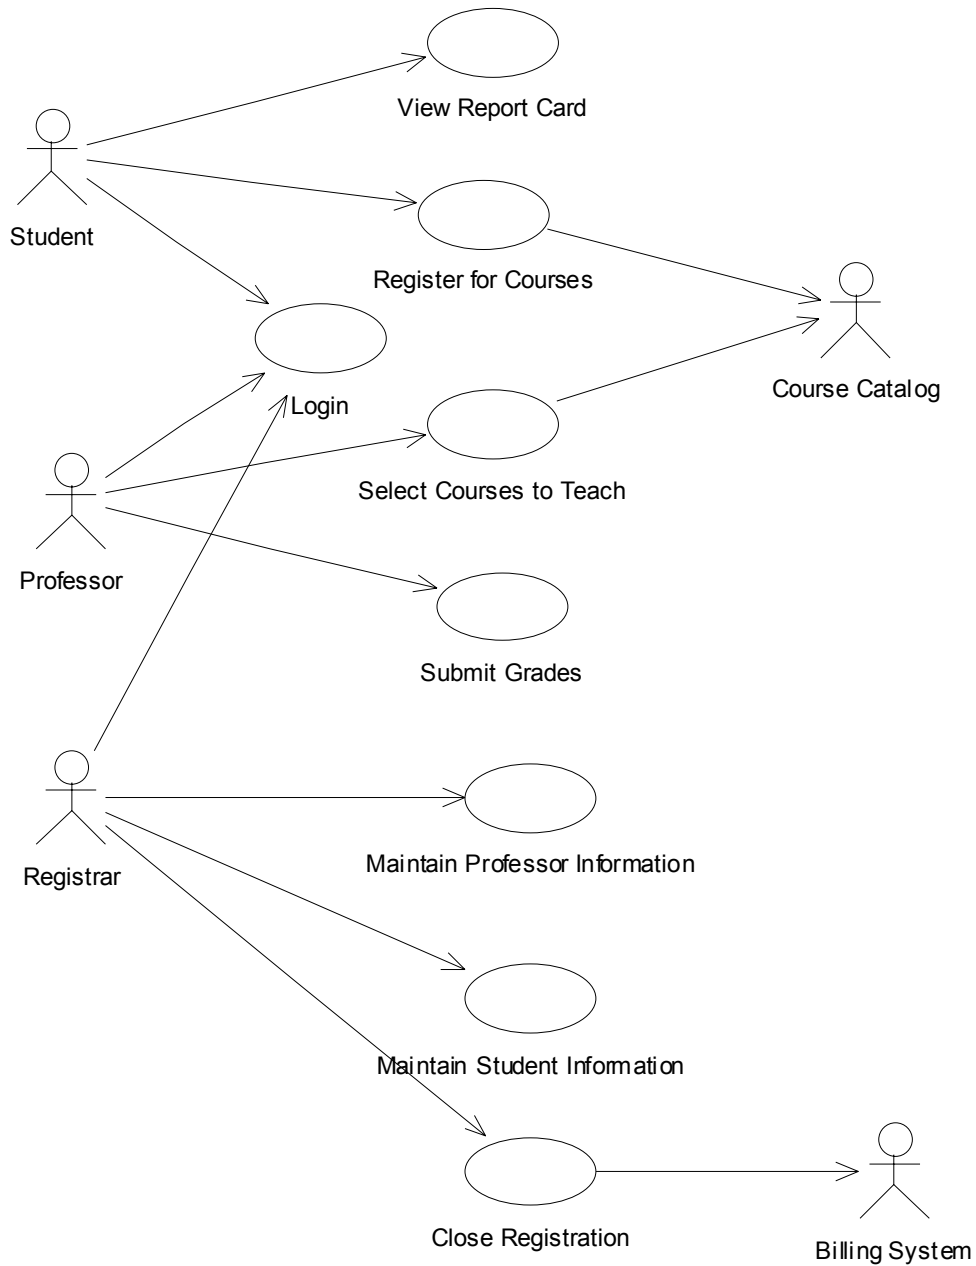 View Report Card
Student
Register for Courses
Course Catalog
Login
Select Courses to Teach
Professor
Submit Grades
Maintain Professor Information
Registrar
Maintain Student Information
Close Registration
Billing System